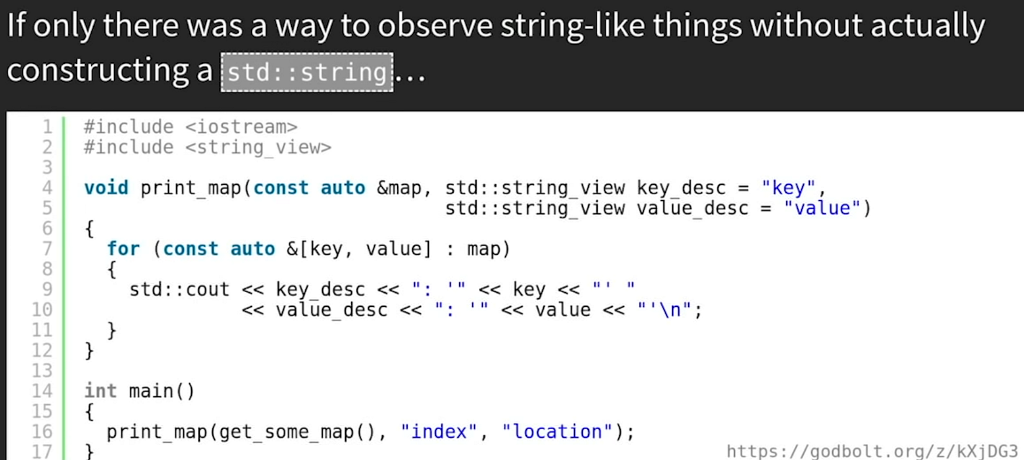 If only there was a way to observe string-like things without actually
constructing a std::string...
1 #include <iostream>
2 #include <string_view>
3
4 void print_map(const auto &map, std::string_view key_desc = "key",
5                                 std::string_view value_desc = "value")
6 {
7   for (const auto &[key, value] : map)
8   {
9     std::cout << key_desc << ": '" << key << "' "
10              << value_desc << ": '" << value << "'\n";
11  }
12 }
13
14 int main()
15 {
16   print_map(get_some_map(), "index", "location");
17 }
https://godbolt.org/z/kXjDG3